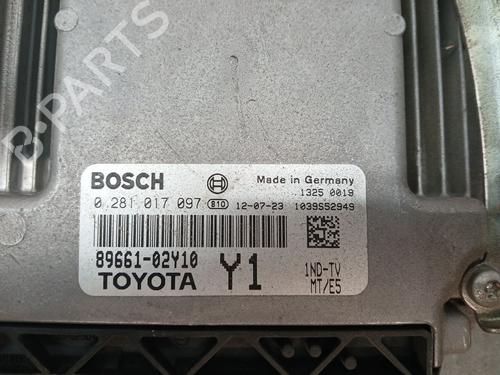 B-PARTS
BOSCH Made in Germany
1325 0019
0 281 017 097 B10 12-07-23 1039S52949
89661-02Y10
TOYOTA Y1 1ND-TV
MT/E5